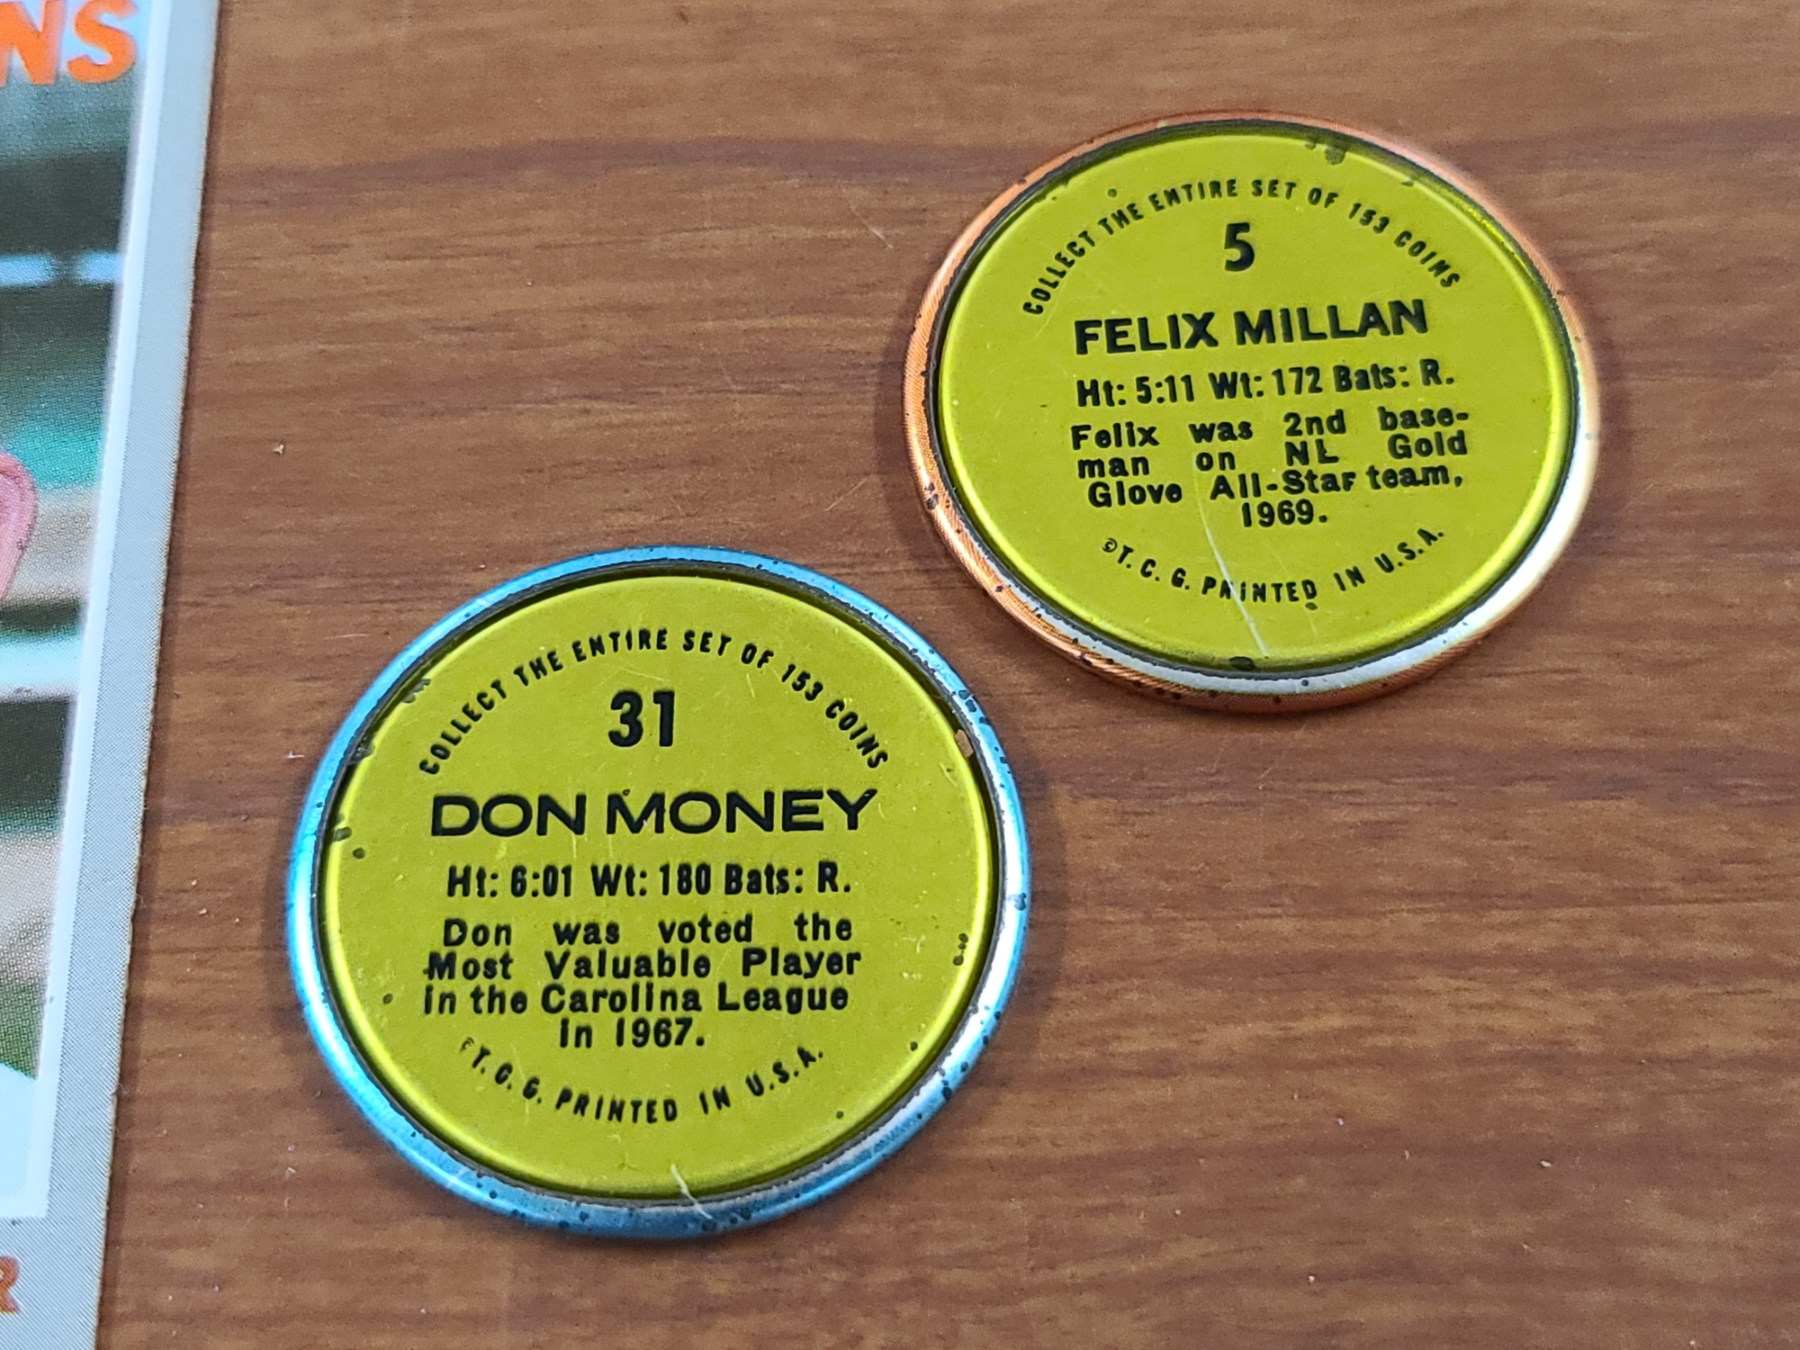 NS
COLLECT THE ENTIRE SET OF 153 COINS
5
FELIX MILLAN
Ht: 5:11 Wt: 172 Bats: R.
Felix was 2nd base-
man on NL Gold
Glove All-Star team,
1969.
©T. C. G. PRINTED IN U.S.A.
COLLECT THE ENTIRE SET OF 153 COINS
31
DON MONEY
Ht: 6:01 Wt: 180 Bats: R.
Don was voted the
Most Valuable Player
in the Carolina League
in 1967.
©T. C. G. PRINTED IN U.S.A.
R